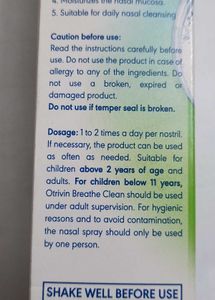 4. Moisturizes the nasal mucosa.
5. Suitable for daily nasal cleansing
Caution before use:
Read the instructions carefully before
use. Do not use the product in case of
allergy to any of the ingredients. Do
not use a broken, expired or
damaged product.
Do not use if temper seal is broken.
Dosage: 1 to 2 times a day per nostril.
If necessary, the product can be used
as often as needed. Suitable for
children above 2 years of age and
adults. For children below 11 years,
Otrivin Breathe Clean should be used
under adult supervision. For hygienic
reasons and to avoid contamination,
the nasal spray should only be used
by one person.
SHAKE WELL BEFORE USE